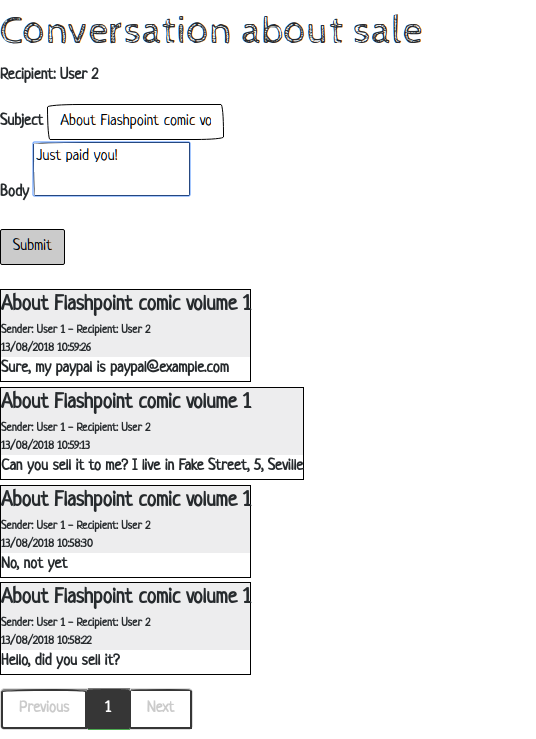 Conversation about sale
Recipient: User 2
Subject About Flashpoint comic vo
Just paid you!
Body
Submit
About Flashpoint comic volume 1
Sender: User 1 - Recipient: User 2
13/08/2018 10:59:26
Sure, my paypal is paypal@example.com
About Flashpoint comic volume 1
Sender: User 1 - Recipient: User 2
13/08/2018 10:59:13
Can you sell it to me? I live in Fake Street, 5, Seville
About Flashpoint comic volume 1
Sender: User 1 - Recipient: User 2
13/08/2018 10:58:30
No, not yet
About Flashpoint comic volume 1
Sender: User 1 - Recipient: User 2
13/08/2018 10:58:22
Hello, did you sell it?
Previous 1 Next